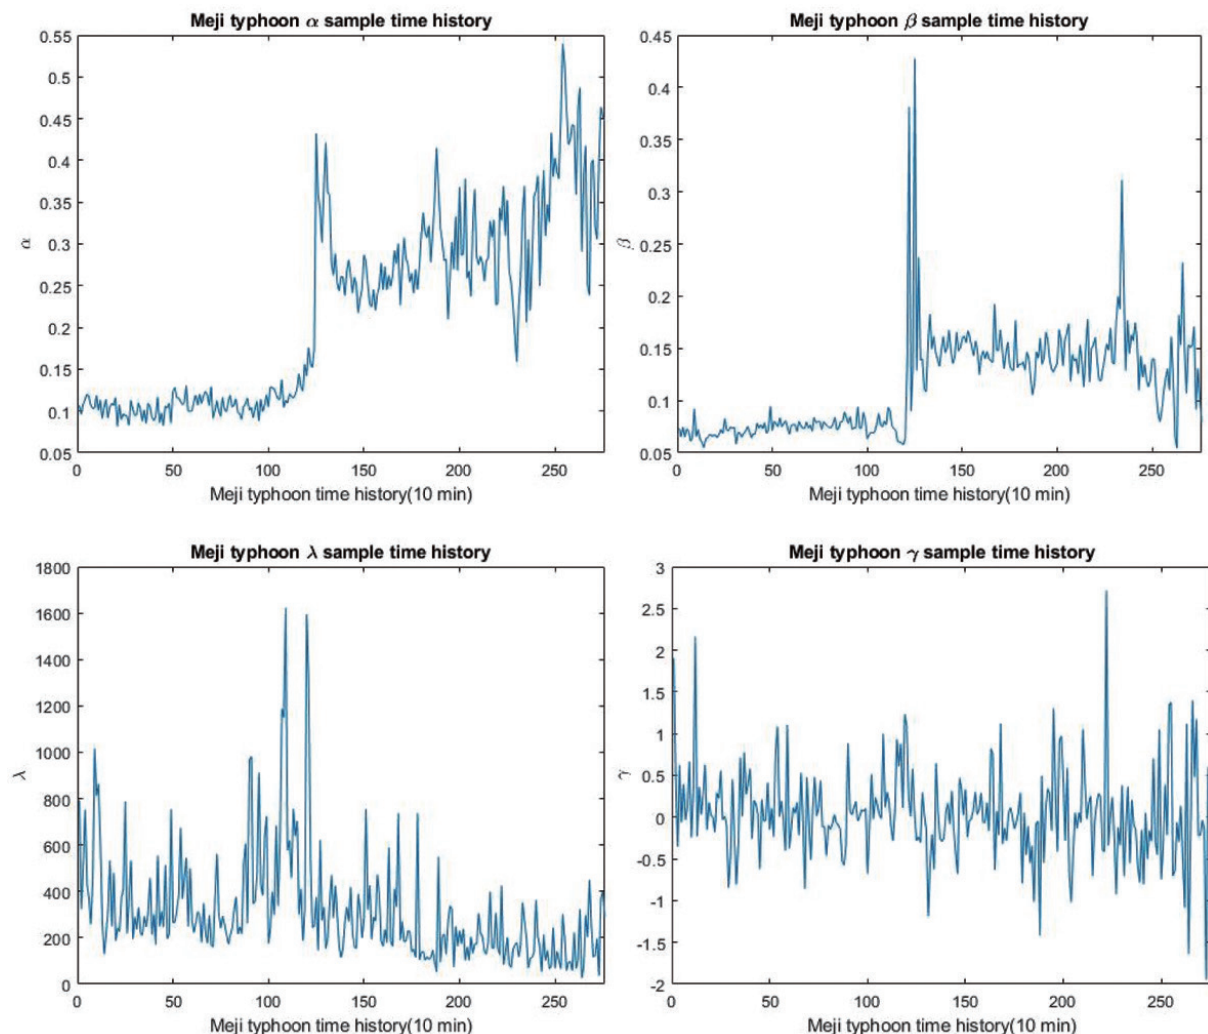 Meji typhoon α sample time history
0.55
0.5
0.45
0.4
0.35
0.3
0.25
0.2
0.15
0.1
0.05
α
0 50 100 150 200 250
Meji typhoon time history(10 min)
Meji typhoon β sample time history
0.45
0.4
0.35
0.3
0.25
0.2
0.15
0.1
0.05
β
0 50 100 150 200 250
Meji typhoon time history(10 min)
Meji typhoon λ sample time history
1800
1600
1400
1200
1000
800
600
400
200
0
λ
0 50 100 150 200 250
Meji typhoon time history(10 min)
Meji typhoon γ sample time history
3
2.5
2
1.5
1
0.5
0
-0.5
-1
-1.5
-2
γ
0 50 100 150 200 250
Meji typhoon time history(10 min)